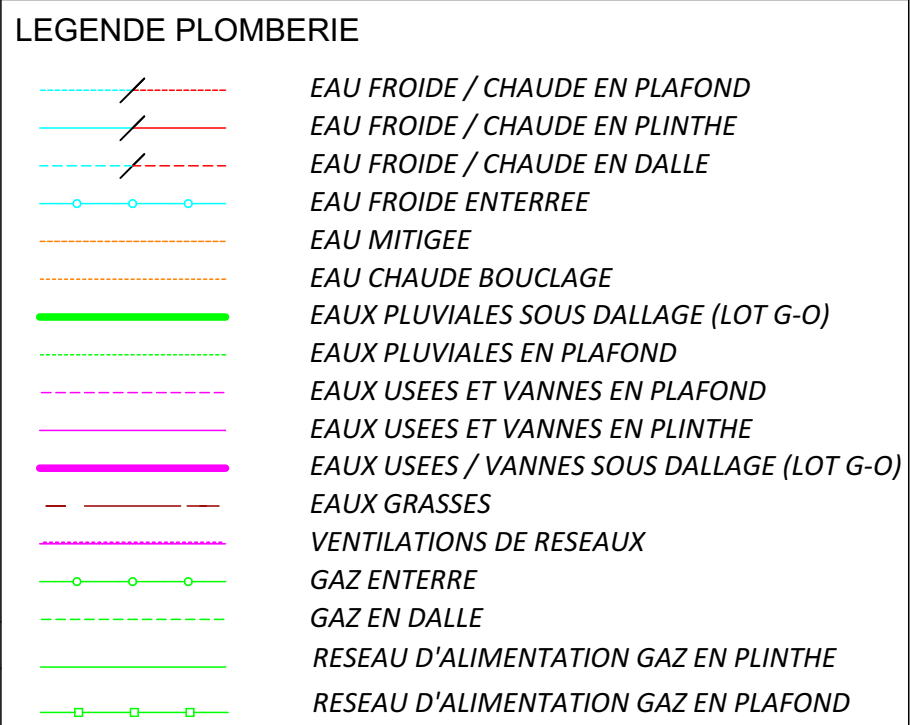 LEGENDE PLOMBERIE
EAU FROIDE / CHAUDE EN PLAFOND
EAU FROIDE / CHAUDE EN PLINTHE
EAU FROIDE / CHAUDE EN DALLE
EAU FROIDE ENTERREE
EAU MITIGEE
EAU CHAUDE BOUCLAGE
EAUX PLUVIALES SOUS DALLAGE (LOT G-O)
EAUX PLUVIALES EN PLAFOND
EAUX USEES ET VANNES EN PLAFOND
EAUX USEES ET VANNES EN PLINTHE
EAUX USEES / VANNES SOUS DALLAGE (LOT G-O)
EAUX GRASSES
VENTILATIONS DE RESEAUX
GAZ ENTERRE
GAZ EN DALLE
RESEAU D'ALIMENTATION GAZ EN PLINTHE
RESEAU D'ALIMENTATION GAZ EN PLAFOND